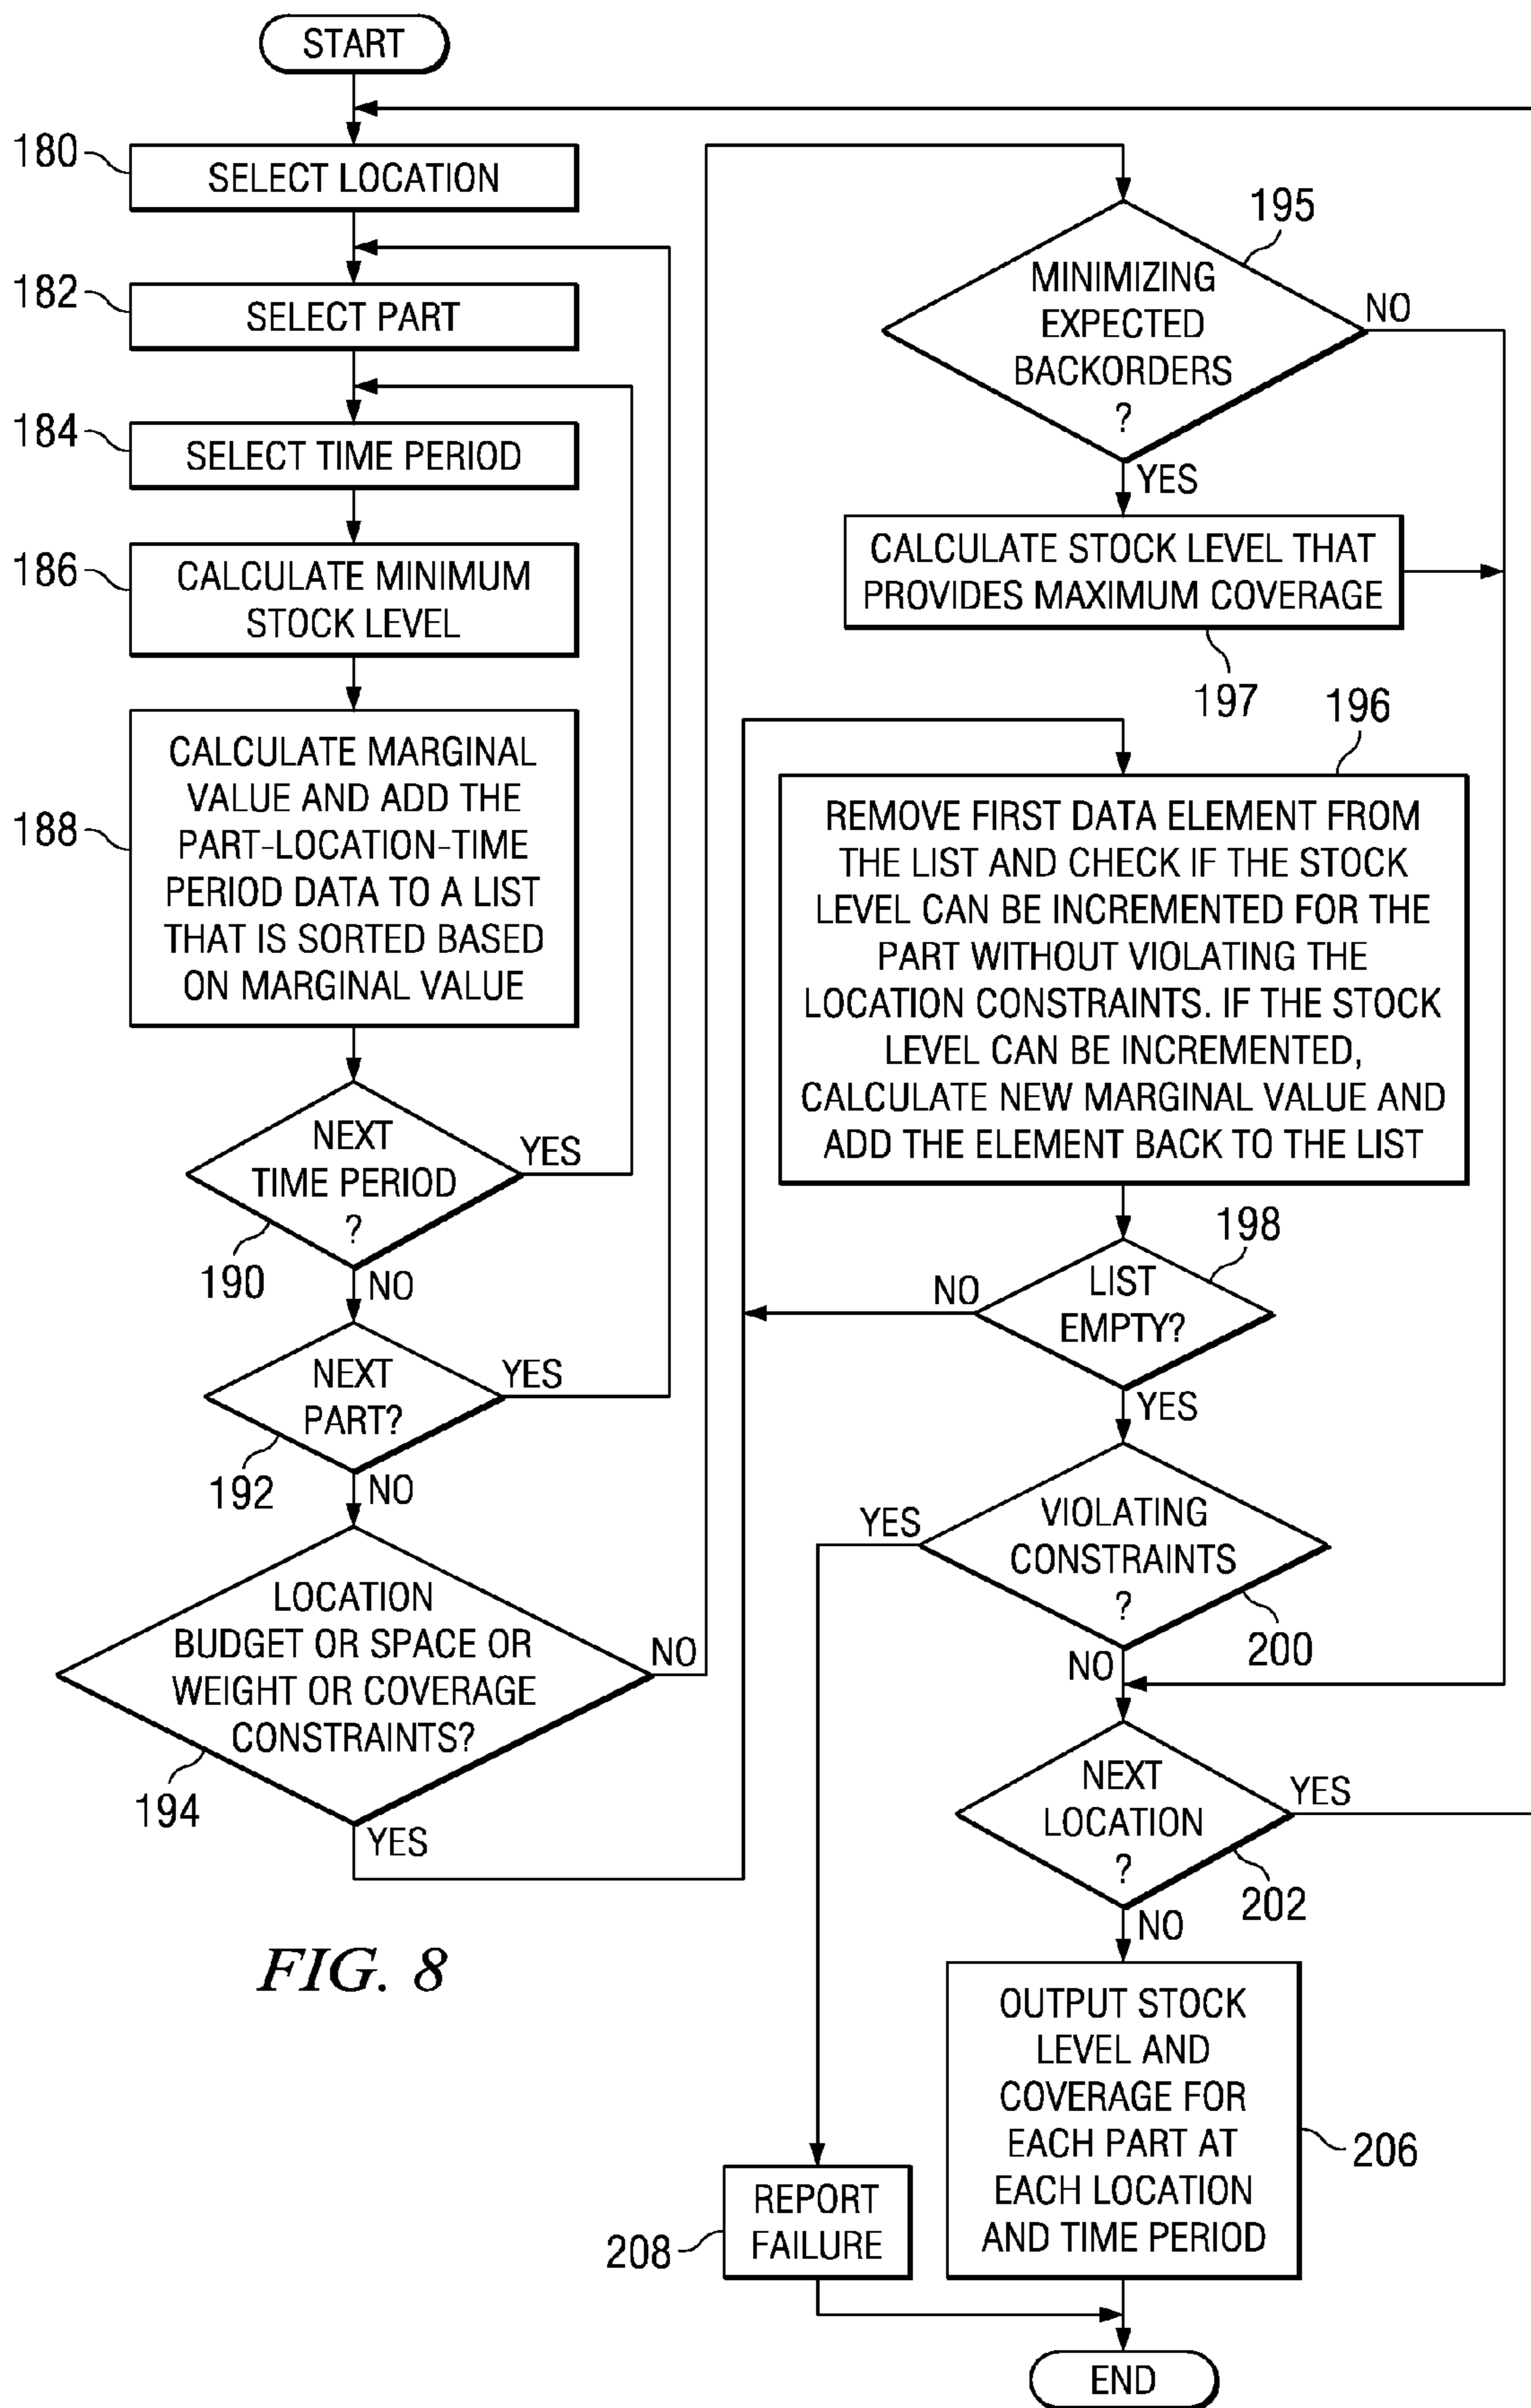 START
180
SELECT LOCATION
182
SELECT PART
184
SELECT TIME PERIOD
186
CALCULATE MINIMUM
STOCK LEVEL
188
CALCULATE MARGINAL
VALUE AND ADD THE
PART-LOCATION-TIME
PERIOD DATA TO A LIST
THAT IS SORTED BASED
ON MARGINAL VALUE
NEXT
TIME PERIOD
?
YES
190
NO
NEXT
PART?
YES
192
NO
LOCATION
BUDGET OR SPACE OR
WEIGHT OR COVERAGE
CONSTRAINTS?
NO
194
YES
195
MINIMIZING
EXPECTED
BACKORDERS
?
NO
YES
CALCULATE STOCK LEVEL THAT
PROVIDES MAXIMUM COVERAGE
197
196
REMOVE FIRST DATA ELEMENT FROM
THE LIST AND CHECK IF THE STOCK
LEVEL CAN BE INCREMENTED FOR THE
PART WITHOUT VIOLATING THE
LOCATION CONSTRAINTS. IF THE STOCK
LEVEL CAN BE INCREMENTED,
CALCULATE NEW MARGINAL VALUE AND
ADD THE ELEMENT BACK TO THE LIST
198
LIST
EMPTY?
NO
YES
VIOLATING
CONSTRAINTS
?
YES
200
NO
NEXT
LOCATION
?
YES
202
NO
OUTPUT STOCK
LEVEL AND
COVERAGE FOR
EACH PART AT
EACH LOCATION
AND TIME PERIOD
206
REPORT
FAILURE
208
END
FIG. 8